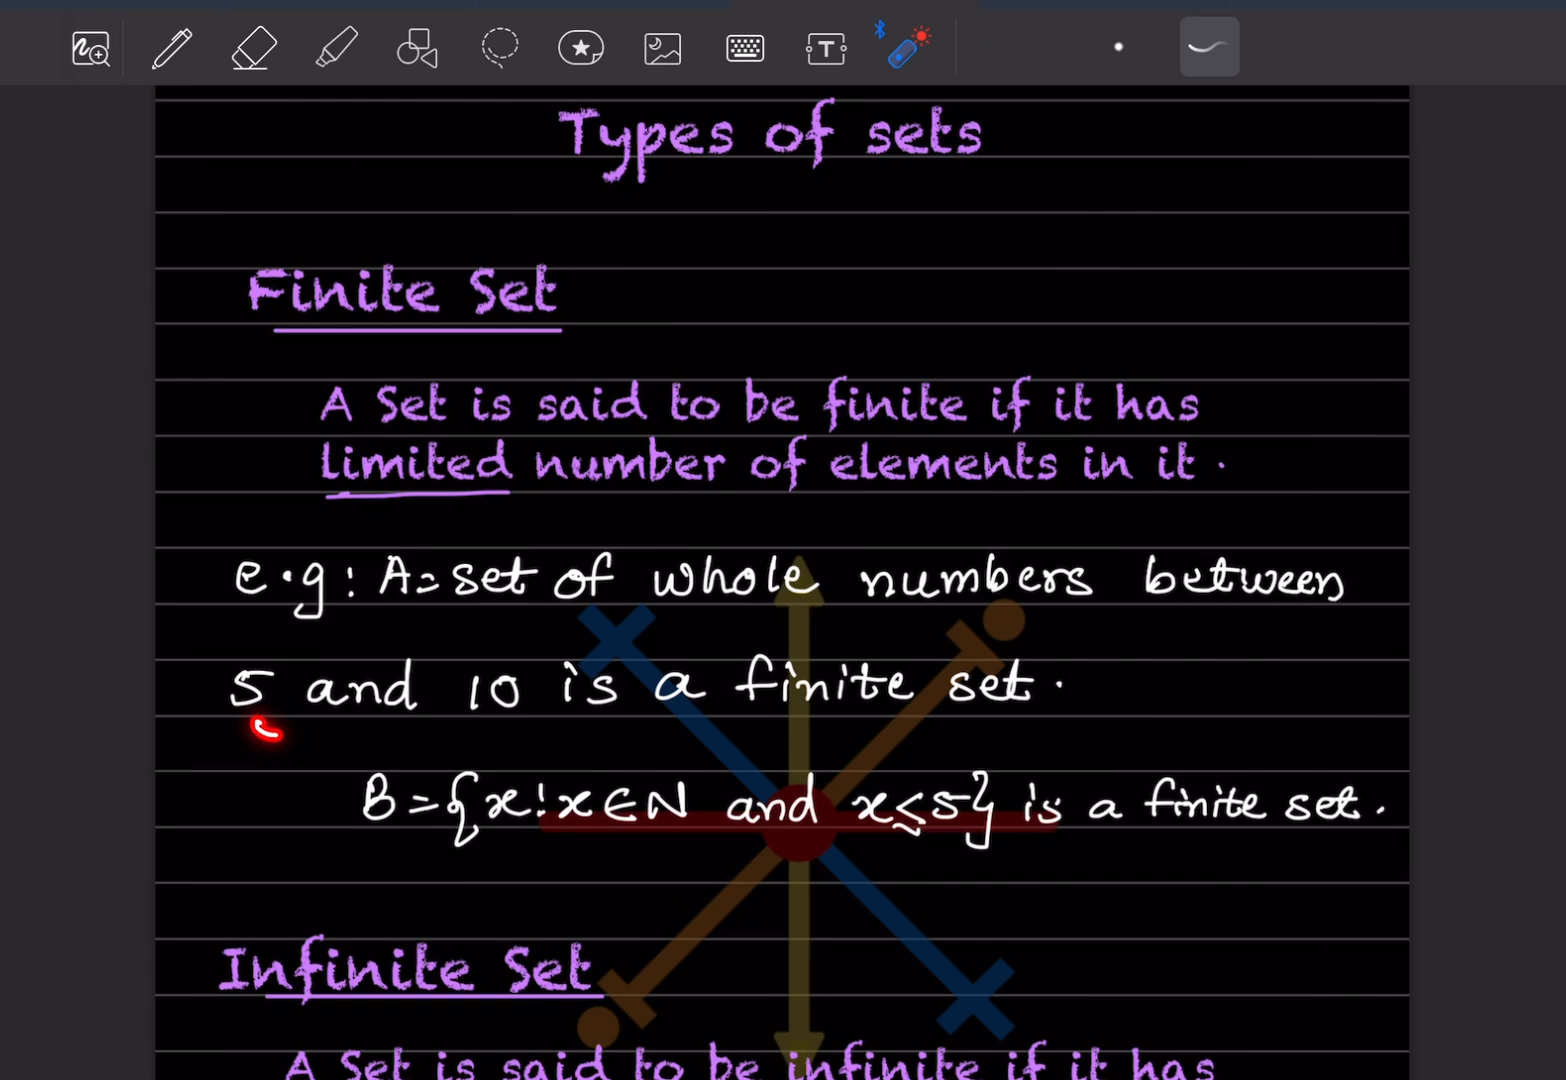 Types of sets
Finite Set
A Set is said to be finite if it has
limited number of elements in it.
e.g: A=set of whole numbers between
5 and 10 is a finite set.
B={x:x∈N and x≤5} is a finite set.
Infinite Set
A Set is said to be infinite if it has